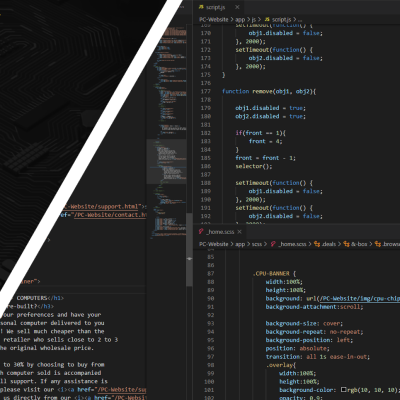 script.js
PC-Website > app > js > script.js > ...
169 setTimeout(function() {
170 obj1.disabled = false;
171 }, 2000);
172 setTimeout(function() {
173 obj2.disabled = false;
174 }, 2000);
175 }
176
177 function remove(obj1, obj2){
178
179 obj1.disabled = true;
180 obj2.disabled = true;
181
182 if(front == 1){
183 front = 4;
184 }
185 front = front - 1;
186 selector();
187
188 setTimeout(function() {
189 obj1.disabled = false;
190 }, 2000);
191 setTimeout(function() {
192 obj2.disabled = false;
193 }, 2000);
_home.scss
PC-Website > app > scss > _home.scss > .deals > &-box > .browse
85
86
87 .CPU-BANNER {
88 width:100%;
89 height:100%;
90 background: url(/PC-Website/img/cpu-chip
91 background-attachment:scroll;
92
93 background-size: cover;
94 background-repeat: no-repeat;
95 background-position: left;
96 position: absolute;
97 transition: all 1s ease-in-out;
98 .overlay{
99 width:100%;
100 height:100%;
101 background-color: rgb(10, 10, 10);
102 opacity: 0.9;
C-Website/support.html">
href="/PC-Website/contact.ht
ner">
COMPUTERS</h1>
re-built?</h3>
our preferences and have your
sonal computer delivered to you
! We sell much cheaper than the
retailer who sells close to 2 to 3
he original wholesale price.
to 30% by choosing to buy from
ch computer sold is accompanied
ll support. If any assistance is
please visit our <i><a href="/PC-Website/su
us directly from our <i><a href="/PC-Website